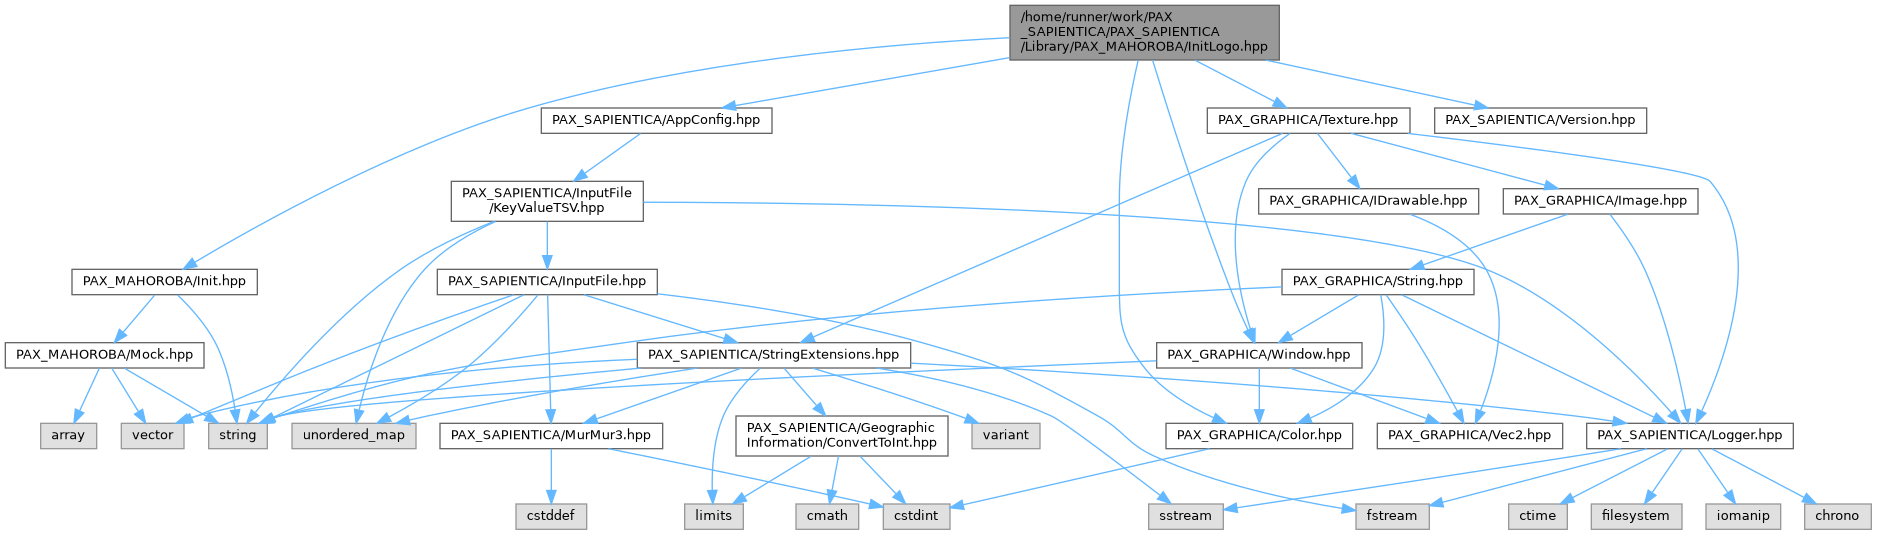 /home/runner/work/PAX
_SAPIENTICA/PAX_SAPIENTICA
/Library/PAX_MAHOROBA/InitLogo.hpp
PAX_SAPIENTICA/AppConfig.hpp
PAX_GRAPHICA/Texture.hpp
PAX_SAPIENTICA/Version.hpp
PAX_SAPIENTICA/InputFile
/KeyValueTSV.hpp
PAX_GRAPHICA/IDrawable.hpp
PAX_GRAPHICA/Image.hpp
PAX_MAHOROBA/Init.hpp
PAX_SAPIENTICA/InputFile.hpp
PAX_GRAPHICA/String.hpp
PAX_MAHOROBA/Mock.hpp
PAX_SAPIENTICA/StringExtensions.hpp
PAX_GRAPHICA/Window.hpp
array
vector
string
unordered_map
PAX_SAPIENTICA/MurMur3.hpp
PAX_SAPIENTICA/Geographic
Information/ConvertToInt.hpp
variant
PAX_GRAPHICA/Color.hpp
PAX_GRAPHICA/Vec2.hpp
PAX_SAPIENTICA/Logger.hpp
cstddef
limits
cmath
cstdint
sstream
fstream
ctime
filesystem
iomanip
chrono